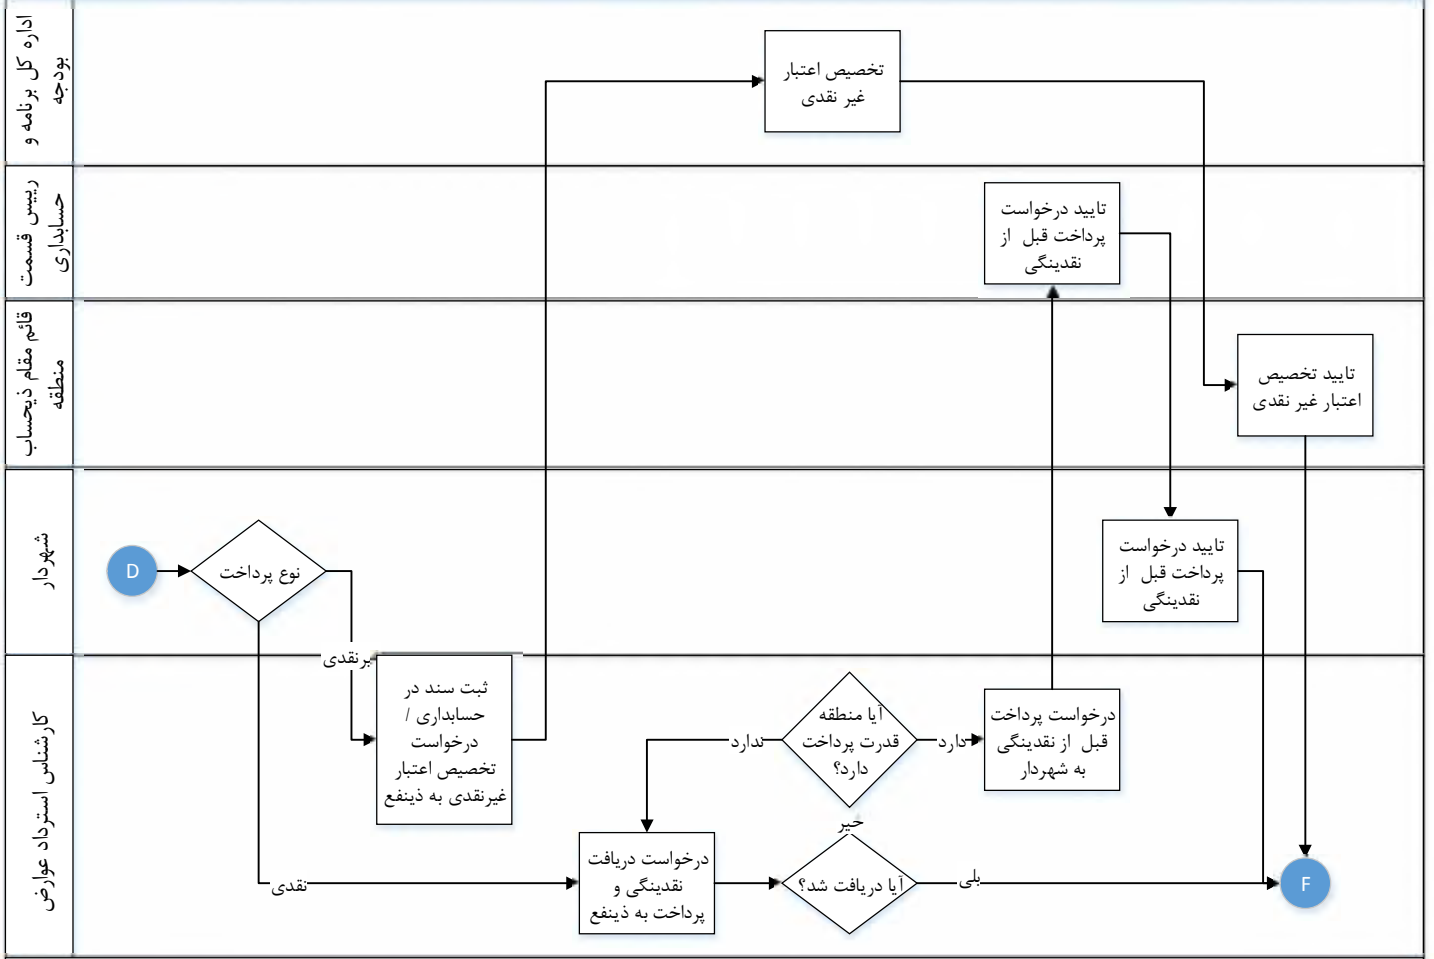 اداره کل برنامه و
بودجه
تخصیص اعتبار
غیر نقدی
رییس قسمت
حسابداری
تایید درخواست
پرداخت قبل از
نقدینگی
قائم مقام ذیحساب
منطقه
تایید تخصیص
اعتبار غیر نقدی
شهردار
D
نوع پرداخت
تایید درخواست
پرداخت قبل از
نقدینگی
کارشناس استرداد عوارض
برنقدی
ثبت سند در
حسابداری /
درخواست
تخصیص اعتبار
غیرنقدی به ذینفع
ندارد
آیا منطقه
قدرت پرداخت
دارد؟
دارد
درخواست پرداخت
قبل از نقدینگی
به شهردار
خیر
نقدی
درخواست دریافت
نقدینگی و
پرداخت به ذینفع
آیا دریافت شد؟
بلی
F